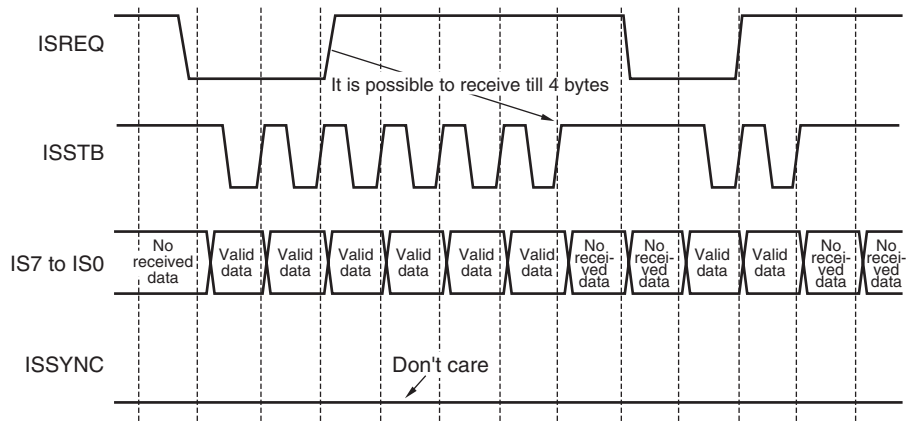 ISREQ
It is possible to receive till 4 bytes
ISSTB
IS7 to IS0
No
received
data
Valid
data
Valid
data
Valid
data
Valid
data
Valid
data
Valid
data
No
recei-
ved
data
No
recei-
ved
data
Valid
data
Valid
data
No
recei-
ved
data
No
recei-
ved
data
ISSYNC
Don't care